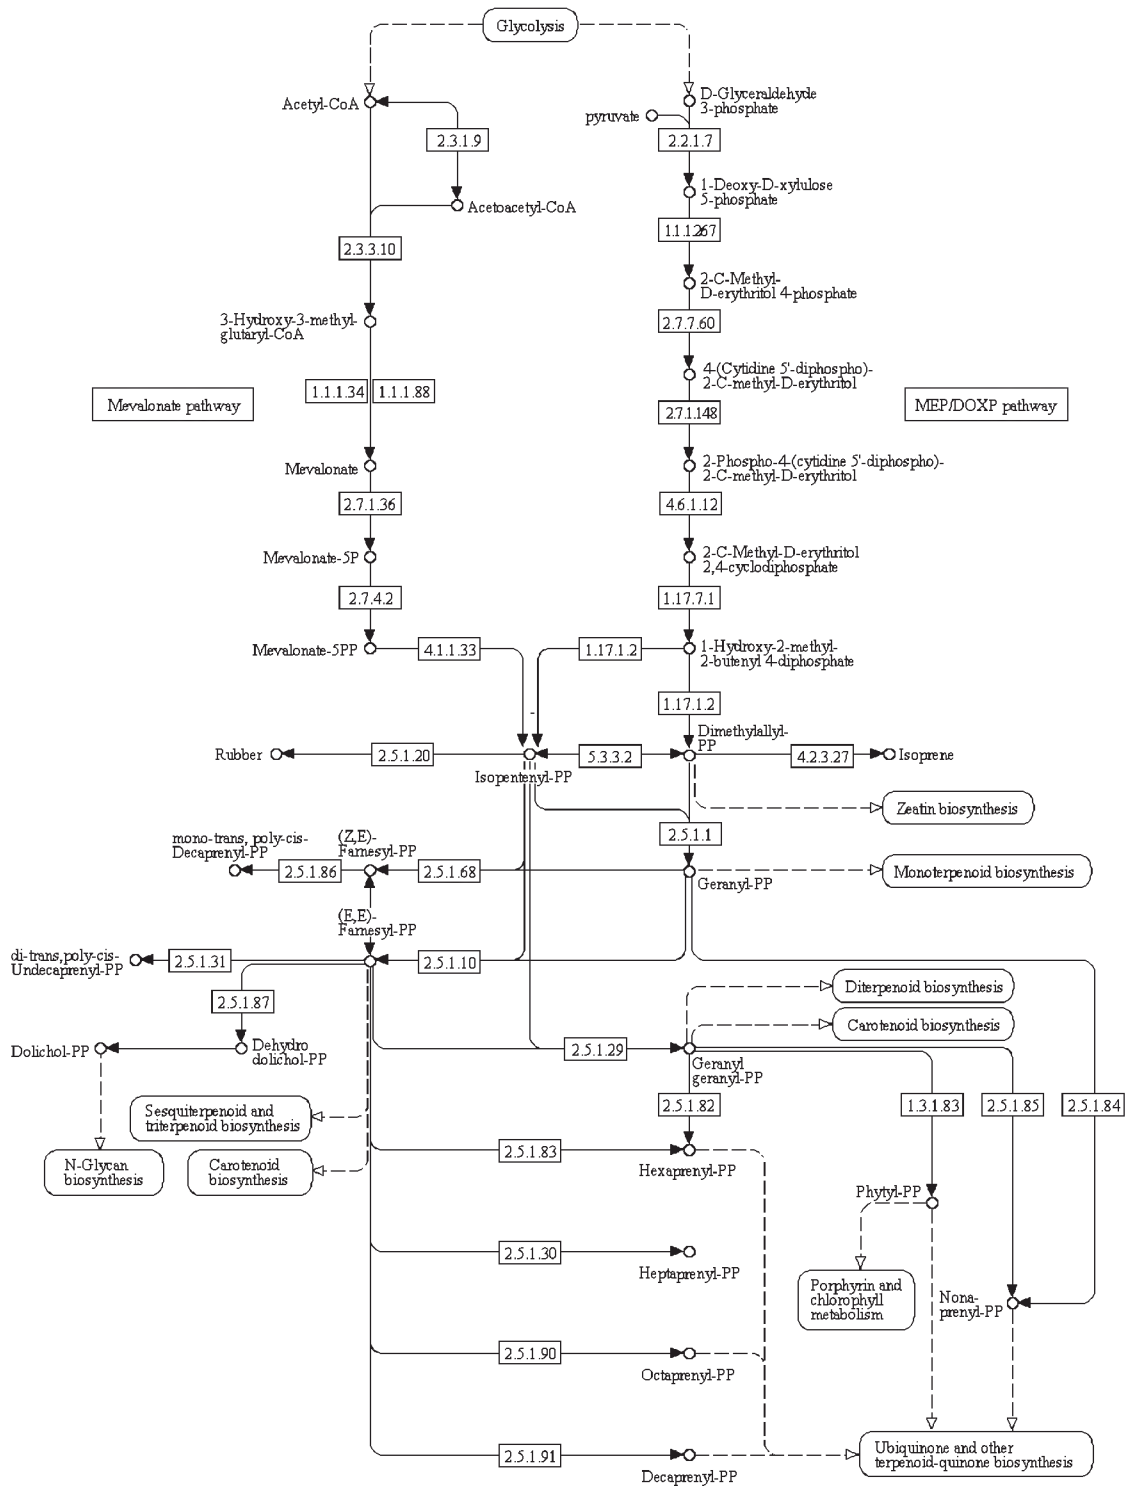 Glycolysis
Acetyl-CoA
D-Glyceraldehyde
3-phosphate
pyruvate
2.3.1.9
2.2.1.7
1-Deoxy-D-xylulose
5-phosphate
Acetoacetyl-CoA
1.1.1.267
2.3.3.10
2-C-Methyl-
D-erythritol 4-phosphate
3-Hydroxy-3-methyl-
glutaryl-CoA
2.7.7.60
4-(Cytidine 5'-diphospho)-
2-C-methyl-D-erythritol
1.1.1.34
1.1.1.88
Mevalonate pathway
MEP/DOXP pathway
2.7.1.148
Mevalonate
2-Phospho-4-(cytidine 5'-diphospho)-
2-C-methyl-D-erythritol
2.7.1.36
4.6.1.12
Mevalonate-5P
2-C-Methyl-D-erythritol
2,4-cyclodiphosphate
2.7.4.2
1.17.7.1
Mevalonate-5PP
4.1.1.33
1.17.1.2
1-Hydroxy-2-methyl-
2-butenyl 4-diphosphate
1.17.1.2
Dimethylallyl-
PP
Rubber
2.5.1.20
5.3.3.2
4.2.3.27
Isoprene
Isopentenyl-PP
Zeatin biosynthesis
2.5.1.1
mono-trans, poly-cis-
Decaprenyl-PP
(Z,E)-
Farnesyl-PP
2.5.1.86
2.5.1.68
Monoterpenoid biosynthesis
Geranyl-PP
(E,E)-
Farnesyl-PP
di-trans,poly-cis-
Undecaprenyl-PP
2.5.1.31
2.5.1.10
Diterpenoid biosynthesis
2.5.1.87
Carotenoid biosynthesis
Dolichol-PP
Dehydro
dolichol-PP
2.5.1.29
Geranyl
geranyl-PP
2.5.1.82
1.3.1.83
2.5.1.85
2.5.1.84
Sesquiterpenoid and
triterpenoid biosynthesis
2.5.1.83
N-Glycan
biosynthesis
Carotenoid
biosynthesis
Hexaprenyl-PP
Phytyl-PP
2.5.1.30
Heptaprenyl-PP
Porphyrin and
chlorophyll
metabolism
Nona-
prenyl-PP
2.5.1.90
Octaprenyl-PP
2.5.1.91
Decaprenyl-PP
Ubiquinone and other
terpenoid-quinone biosynthesis